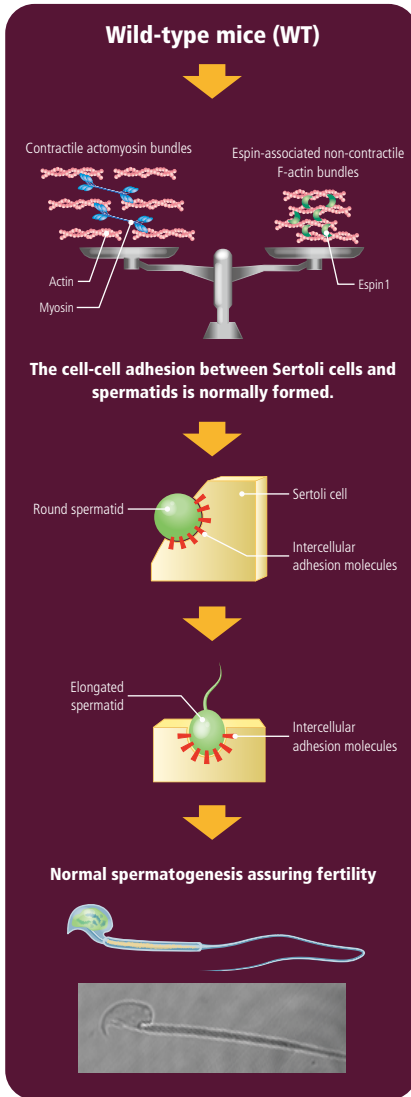 Wild-type mice (WT)
Contractile actomyosin bundles
Espin-associated non-contractile
F-actin bundles
Actin
Myosin
Espin1
The cell-cell adhesion between Sertoli cells and
spermatids is normally formed.
Round spermatid
Sertoli cell
Intercellular
adhesion molecules
Elongated
spermatid
Intercellular
adhesion molecules
Normal spermatogenesis assuring fertility